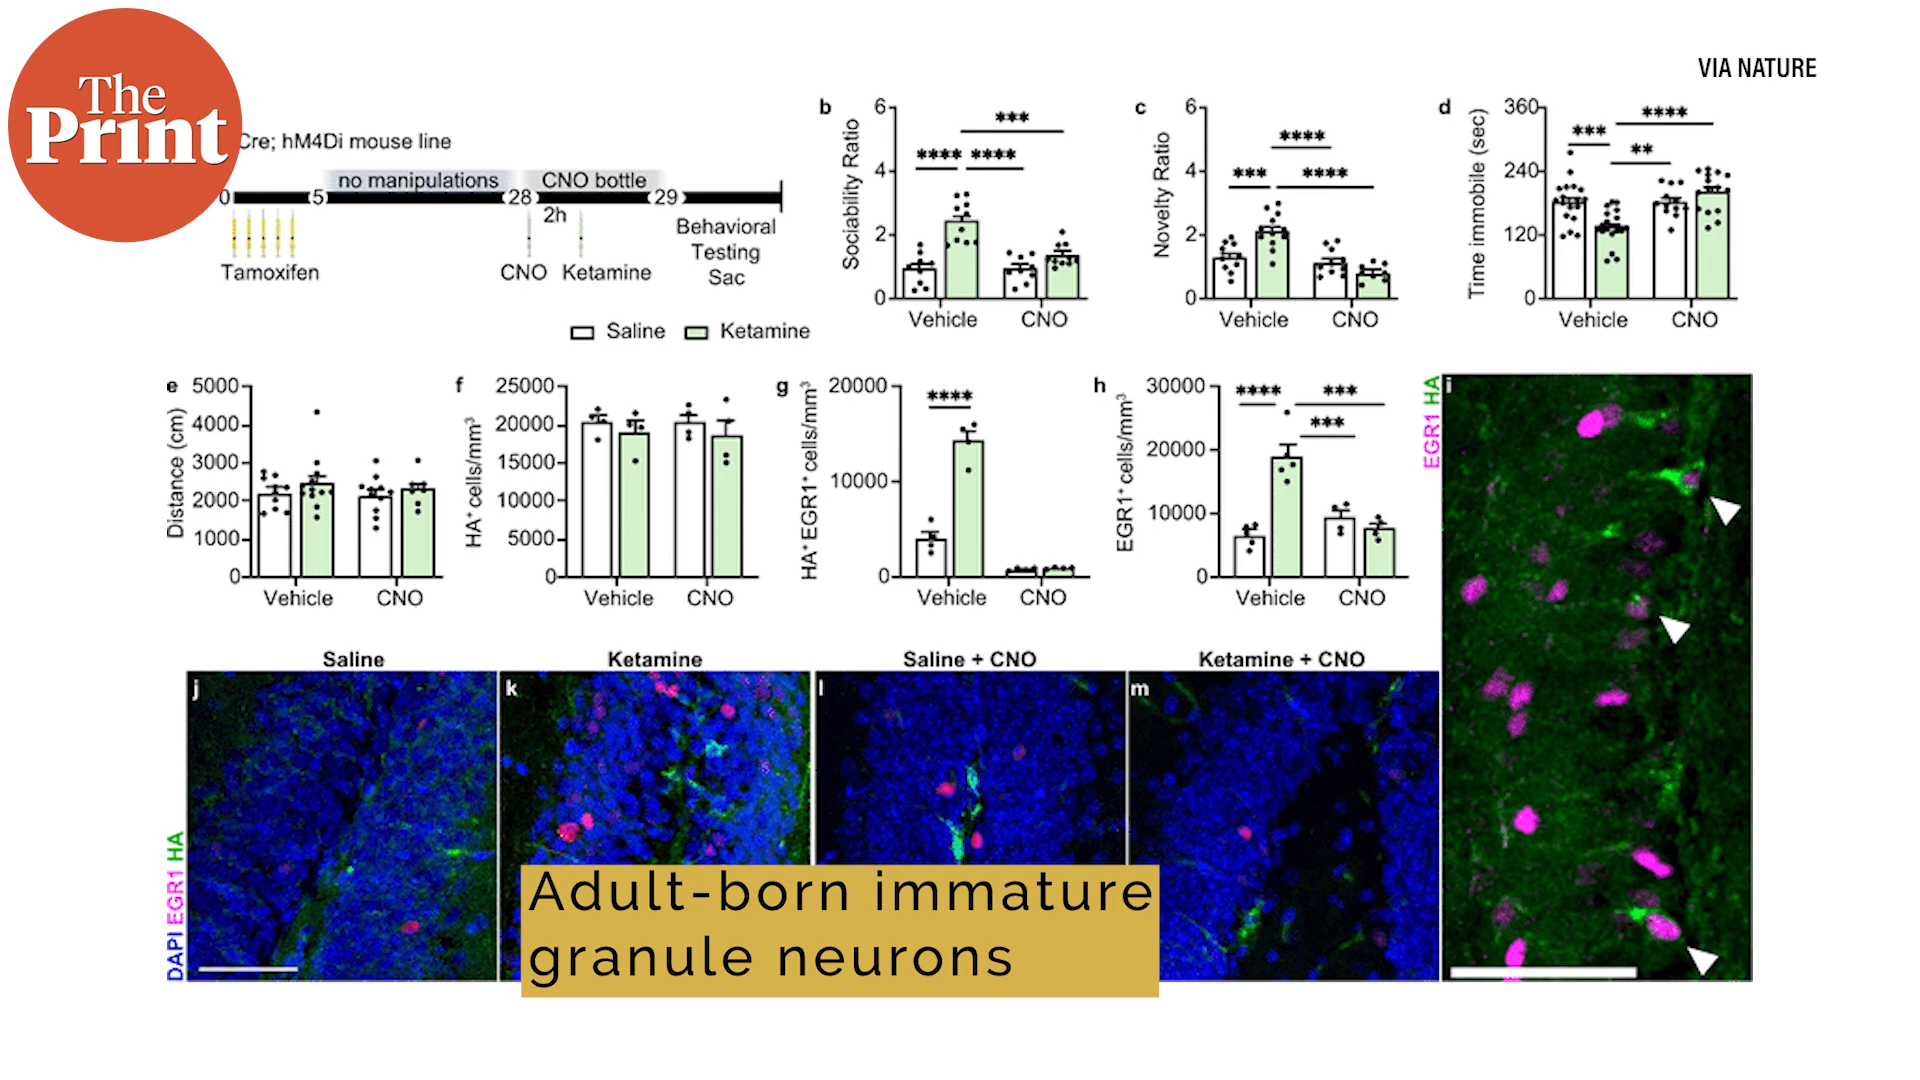 The
Print
VIA NATURE
Cre; hM4Di mouse line
no manipulations
CNO bottle
0
5
28
29
2h
Tamoxifen
CNO
Ketamine
Behavioral
Testing
Sac
Saline
Ketamine
b
Sociability Ratio
6
4
2
0
***
**** ****
Vehicle
CNO
c
Novelty Ratio
6
4
2
0
****
*** ****
Vehicle
CNO
d
Time immobile (sec)
360
240
120
0
****
***
**
Vehicle
CNO
e
Distance (cm)
5000
4000
3000
2000
1000
0
Vehicle
CNO
f
HA+ cells/mm³
25000
20000
15000
10000
5000
0
Vehicle
CNO
g
HA+ EGR1+ cells/mm³
20000
10000
0
****
Vehicle
CNO
h
EGR1+ cells/mm³
30000
20000
10000
0
**** ***
***
Vehicle
CNO
i
EGR1 HA
Saline
Ketamine
Saline + CNO
Ketamine + CNO
j
k
l
m
DAPI EGR1 HA
Adult-born immature
granule neurons